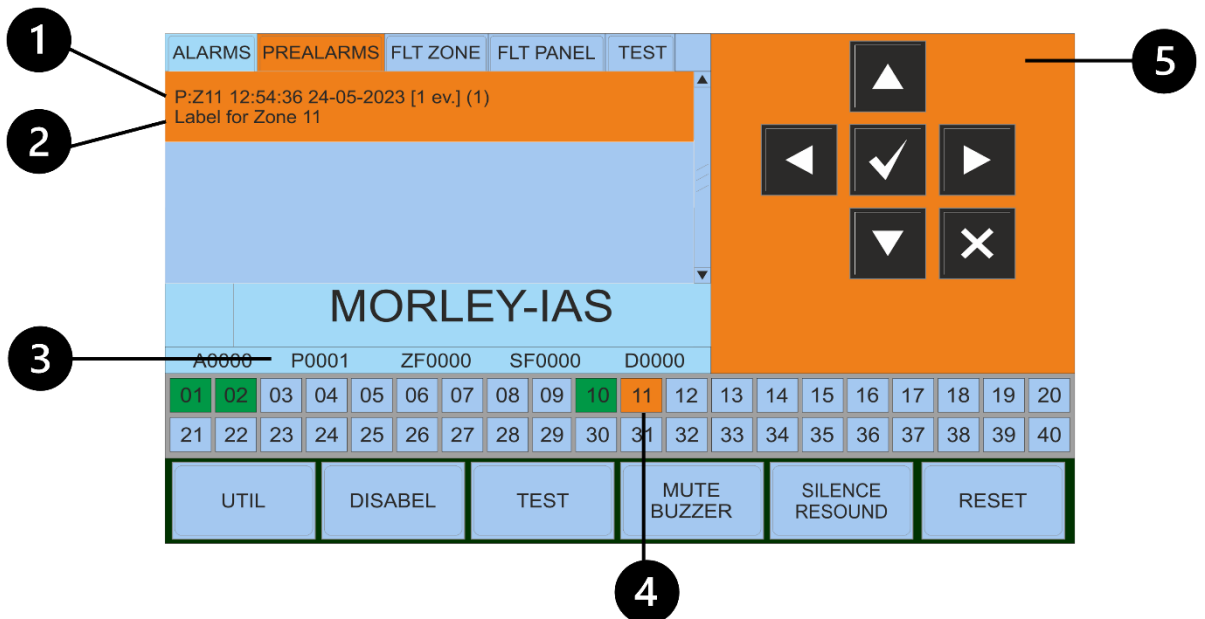 1
2
3
4
5
ALARMS PREALARMS FLT ZONE FLT PANEL TEST
P:Z11 12:54:36 24-05-2023 [1 ev.] (1)
Label for Zone 11
MORLEY-IAS
A0000 P0001 ZF0000 SF0000 D0000
01 02 03 04 05 06 07 08 09 10 11 12 13 14 15 16 17 18 19 20
21 22 23 24 25 26 27 28 29 30 31 32 33 34 35 36 37 38 39 40
UTIL
DISABEL
TEST
MUTE
BUZZER
SILENCE
RESOUND
RESET